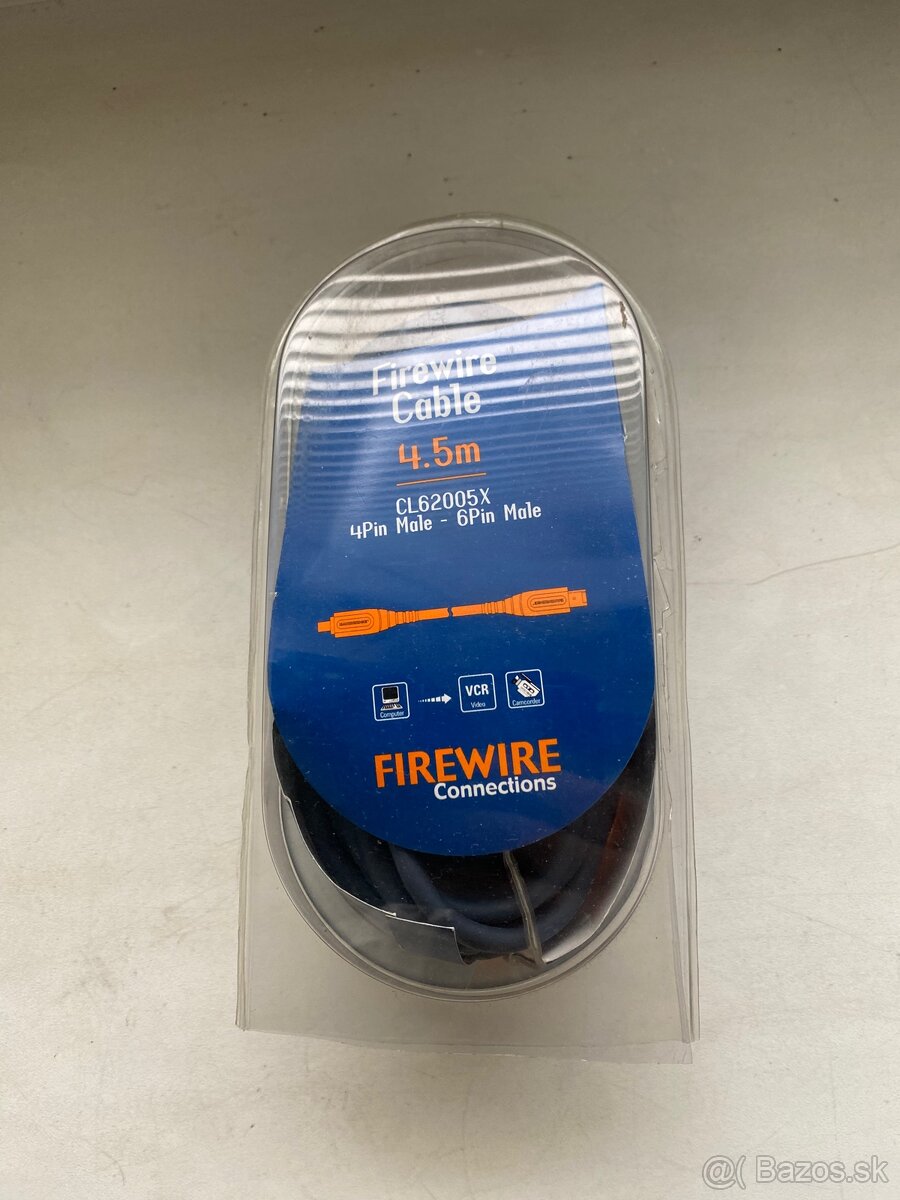 Firewire
Cable
4.5m
CL62005X
4Pin Male - 6Pin Male
Computer
VCR
Video
Camcorder
FIREWIRE
Connections
@( Bazos.sk